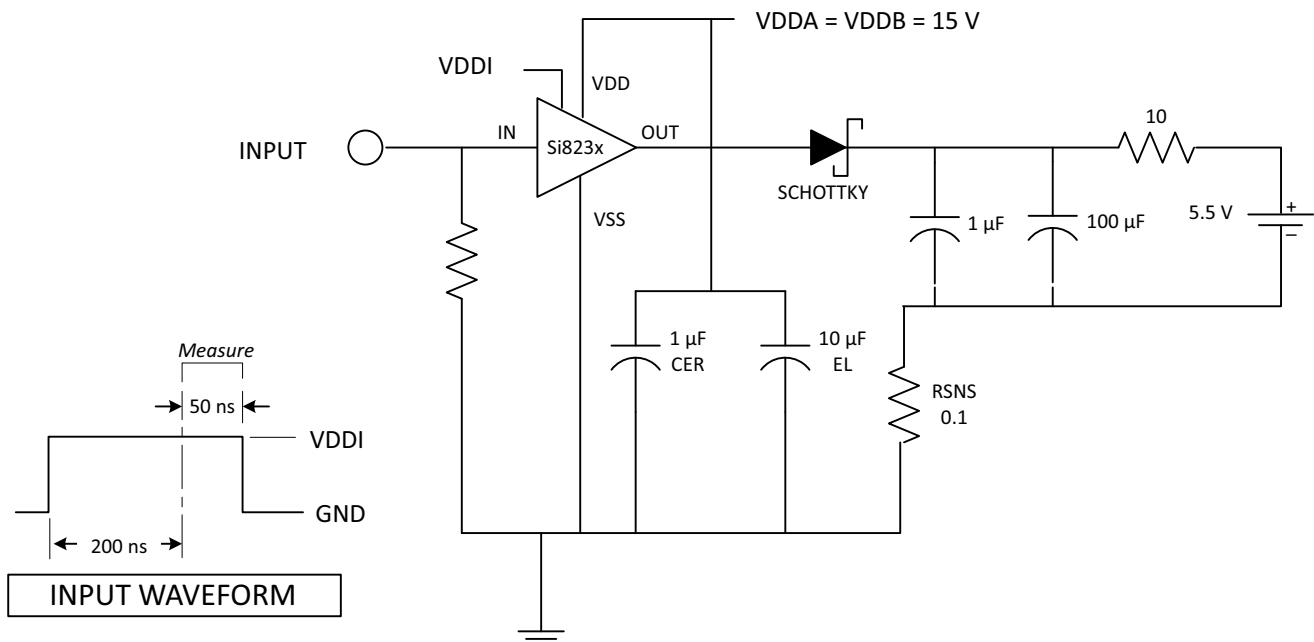 VDDA = VDDB = 15 V
VDDI
VDD
10
INPUT
IN
Si823x
OUT
SCHOTTKY
VSS
1 µF
100 µF
5.5 V
+
–
1 µF
CER
10 µF
EL
RSNS
0.1
Measure
50 ns
VDDI
GND
200 ns
INPUT WAVEFORM